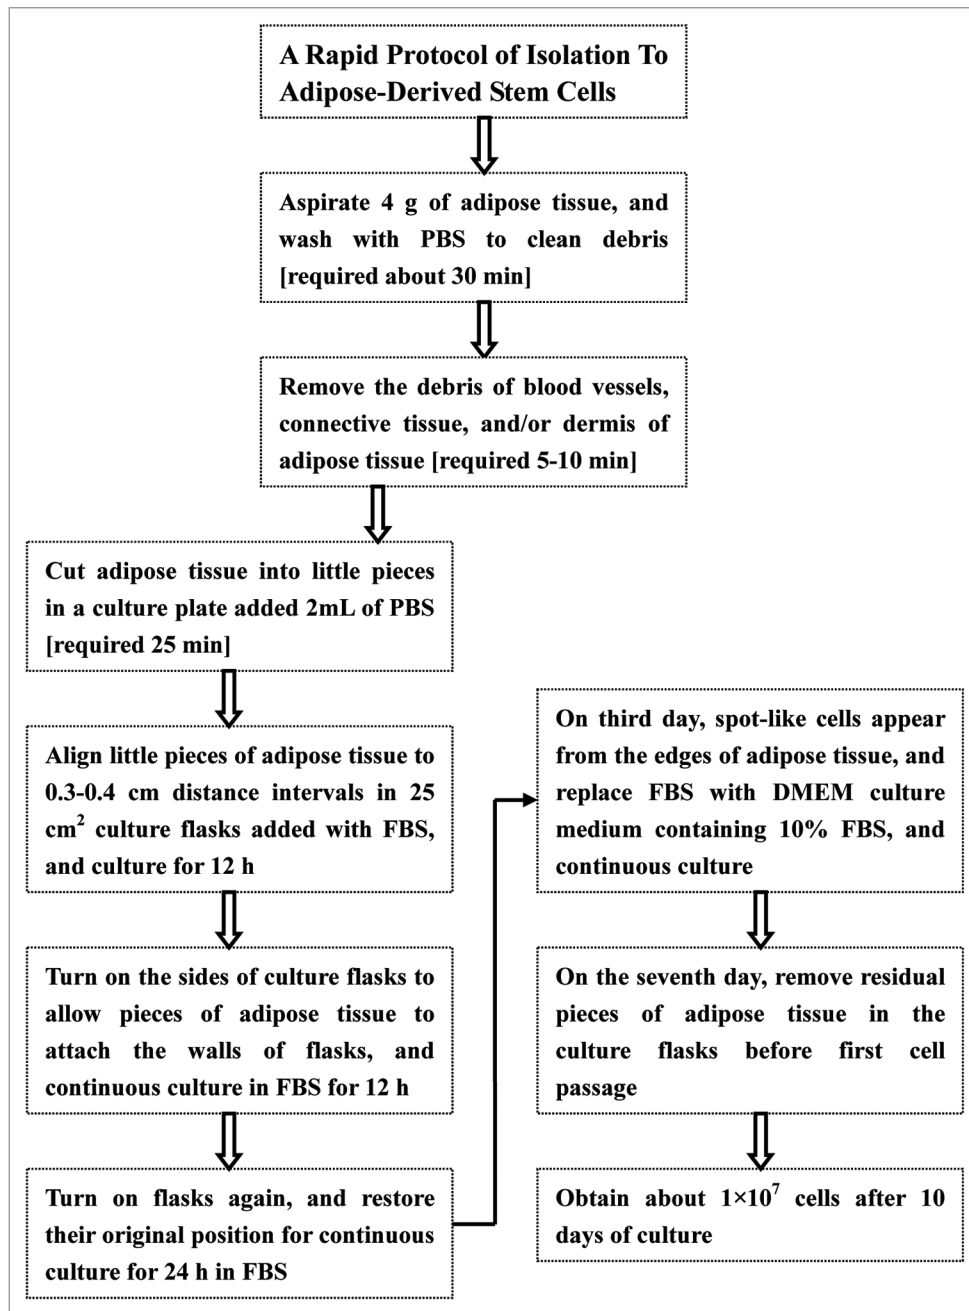 A Rapid Protocol of Isolation To
Adipose-Derived Stem Cells
Aspirate 4 g of adipose tissue, and
wash with PBS to clean debris
[required about 30 min]
Remove the debris of blood vessels,
connective tissue, and/or dermis of
adipose tissue [required 5-10 min]
Cut adipose tissue into little pieces
in a culture plate added 2mL of PBS
[required 25 min]
Align little pieces of adipose tissue to
0.3-0.4 cm distance intervals in 25
cm² culture flasks added with FBS,
and culture for 12 h
Turn on the sides of culture flasks to
allow pieces of adipose tissue to
attach the walls of flasks, and
continuous culture in FBS for 12 h
Turn on flasks again, and restore
their original position for continuous
culture for 24 h in FBS
On third day, spot-like cells appear
from the edges of adipose tissue, and
replace FBS with DMEM culture
medium containing 10% FBS, and
continuous culture
On the seventh day, remove residual
pieces of adipose tissue in the
culture flasks before first cell
passage
Obtain about 1×10⁷ cells after 10
days of culture